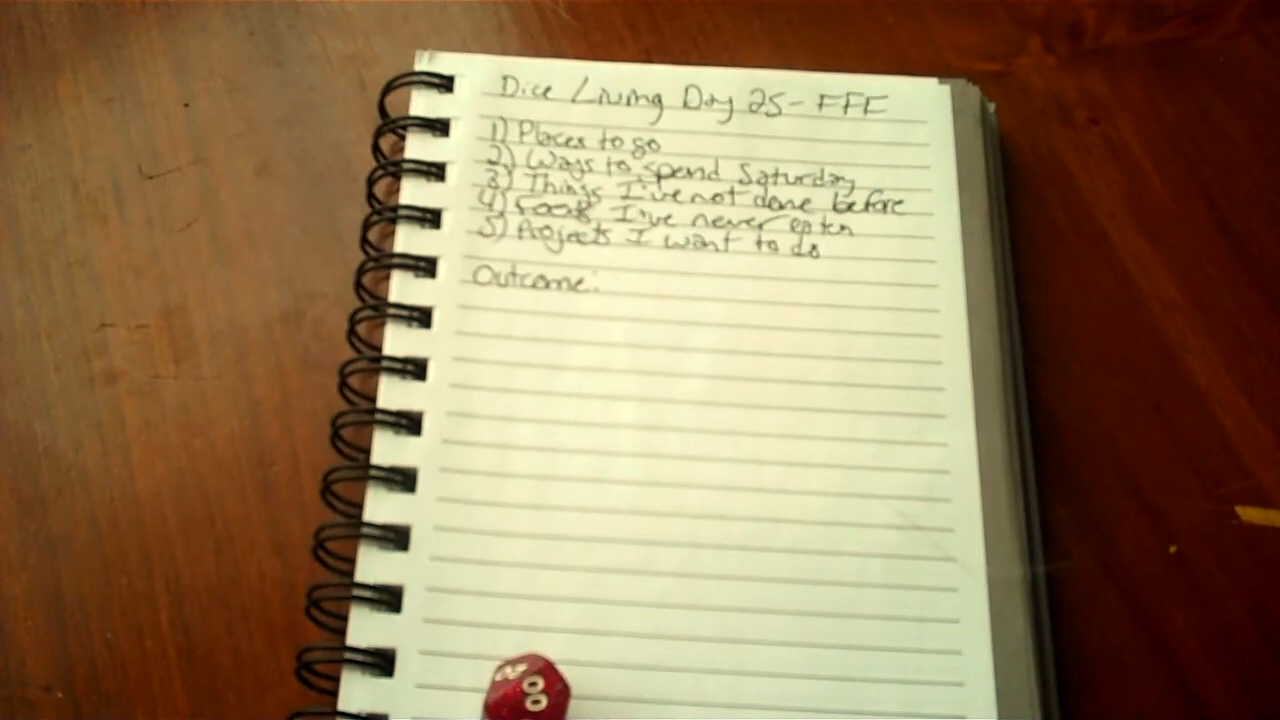 Dice Living Day 25- FFF
1) Places to go
2) Ways to spend Saturday
3) Things I've not done before
4) Foods I've never eaten
5) Projects I want to do
Outcome:
00